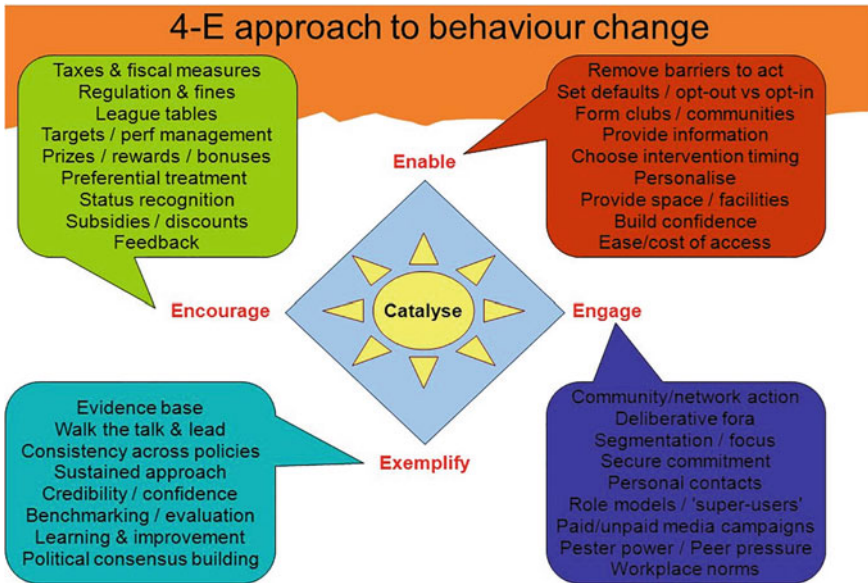 4-E approach to behaviour change
Taxes & fiscal measures
Regulation & fines
League tables
Targets / perf management
Prizes / rewards / bonuses
Preferential treatment
Status recognition
Subsidies / discounts
Feedback
Remove barriers to act
Set defaults / opt-out vs opt-in
Form clubs / communities
Provide information
Choose intervention timing
Personalise
Provide space / facilities
Build confidence
Ease/cost of access
Enable
Encourage
Catalyse
Engage
Exemplify
Evidence base
Walk the talk & lead
Consistency across policies
Sustained approach
Credibility / confidence
Benchmarking / evaluation
Learning & improvement
Political consensus building
Community/network action
Deliberative fora
Segmentation / focus
Secure commitment
Personal contacts
Role models / 'super-users'
Paid/unpaid media campaigns
Pester power / Peer pressure
Workplace norms